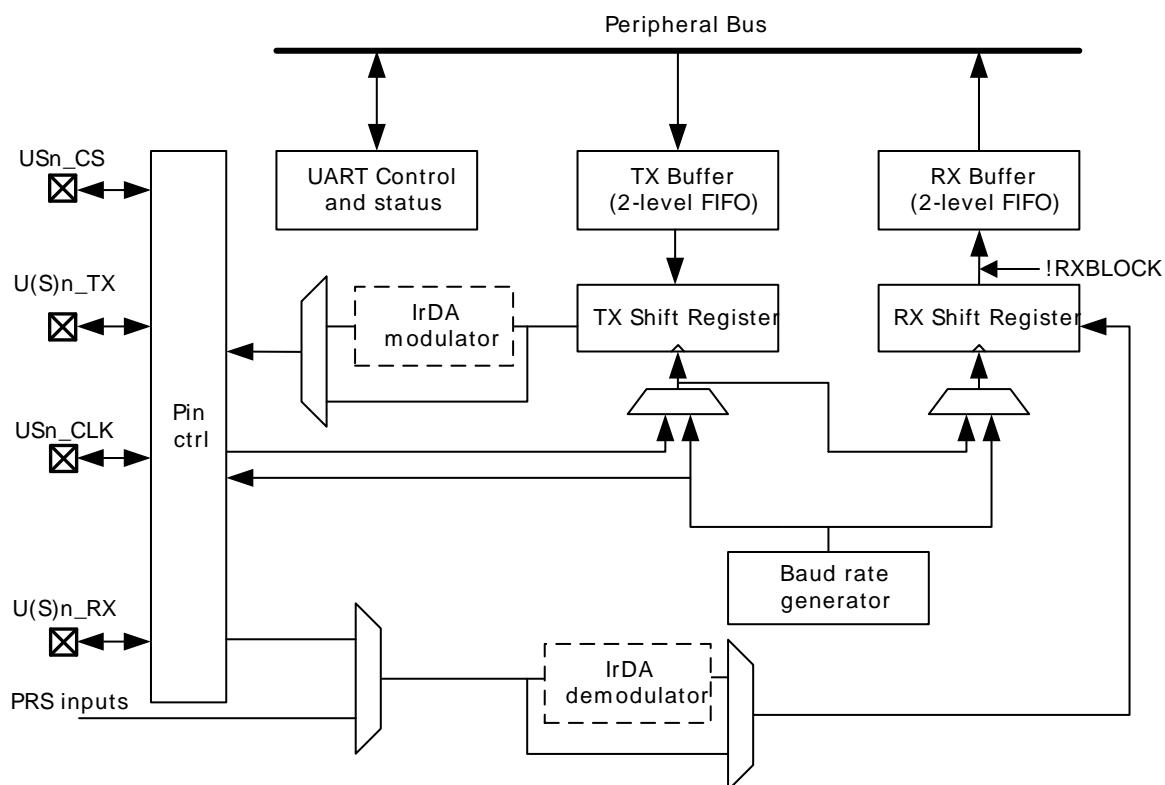 Peripheral Bus
USn_CS
UART Control
and status
TX Buffer
(2-level FIFO)
RX Buffer
(2-level FIFO)
!RXBLOCK
U(S)n_TX
IrDA
modulator
TX Shift Register
RX Shift Register
Pin
ctrl
USn_CLK
Baud rate
generator
U(S)n_RX
IrDA
demodulator
PRS inputs